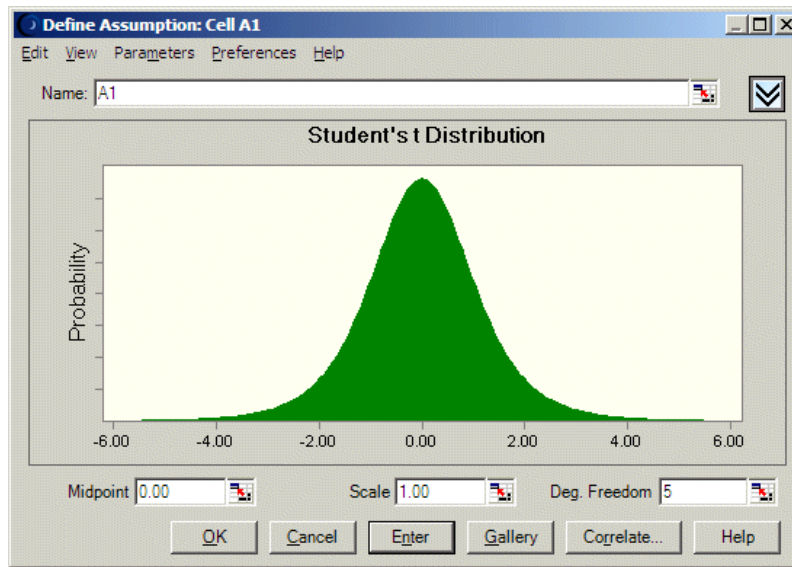 Define Assumption: Cell A1
Edit View Parameters Preferences Help
Name: A1
Student's t Distribution
Probability
-6.00 -4.00 -2.00 0.00 2.00 4.00 6.00
Midpoint 0.00 Scale 1.00 Deg. Freedom 5
OK Cancel Enter Gallery Correlate... Help